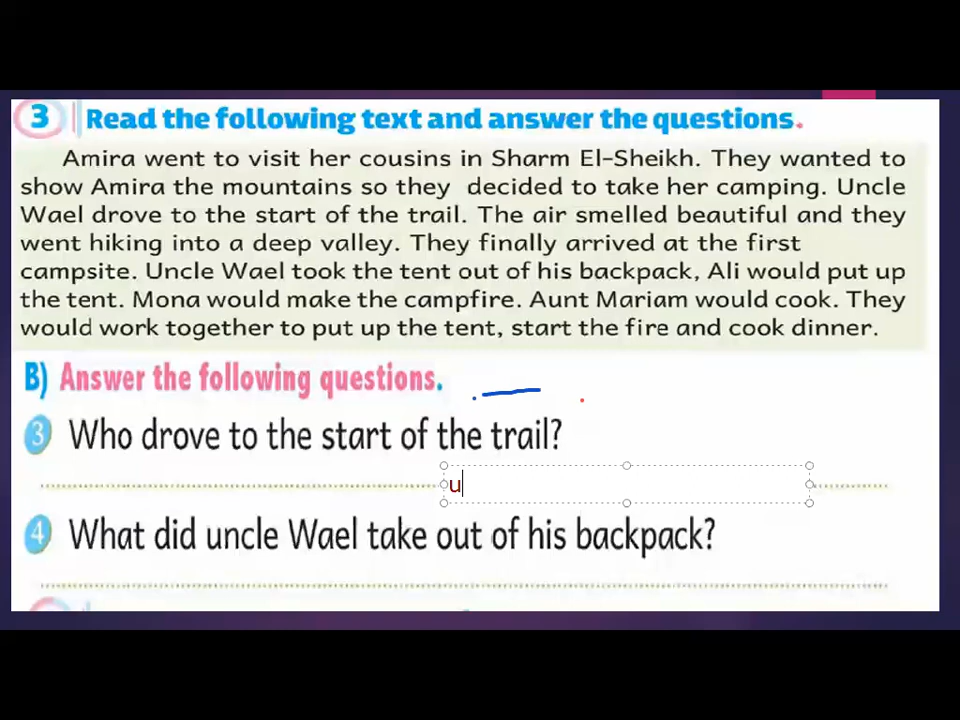 3 Read the following text and answer the questions.
Amira went to visit her cousins in Sharm El-Sheikh. They wanted to
show Amira the mountains so they decided to take her camping. Uncle
Wael drove to the start of the trail. The air smelled beautiful and they
went hiking into a deep valley. They finally arrived at the first
campsite. Uncle Wael took the tent out of his backpack, Ali would put up
the tent. Mona would make the campfire. Aunt Mariam would cook. They
would work together to put up the tent, start the fire and cook dinner.
B) Answer the following questions.
3 Who drove to the start of the trail?
u
4 What did uncle Wael take out of his backpack?